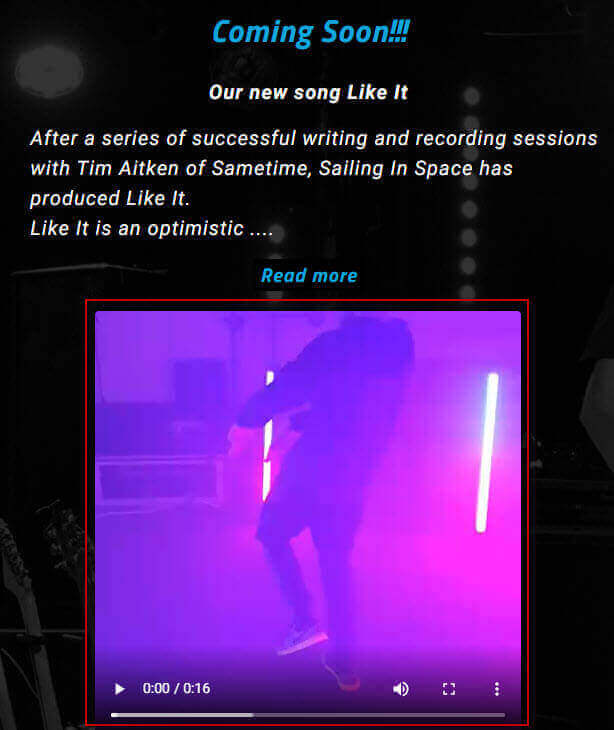 Coming Soon!!!
Our new song Like It
After a series of successful writing and recording sessions
with Tim Aitken of Sametime, Sailing In Space has
produced Like It.
Like It is an optimistic ....
Read more
0:00 / 0:16